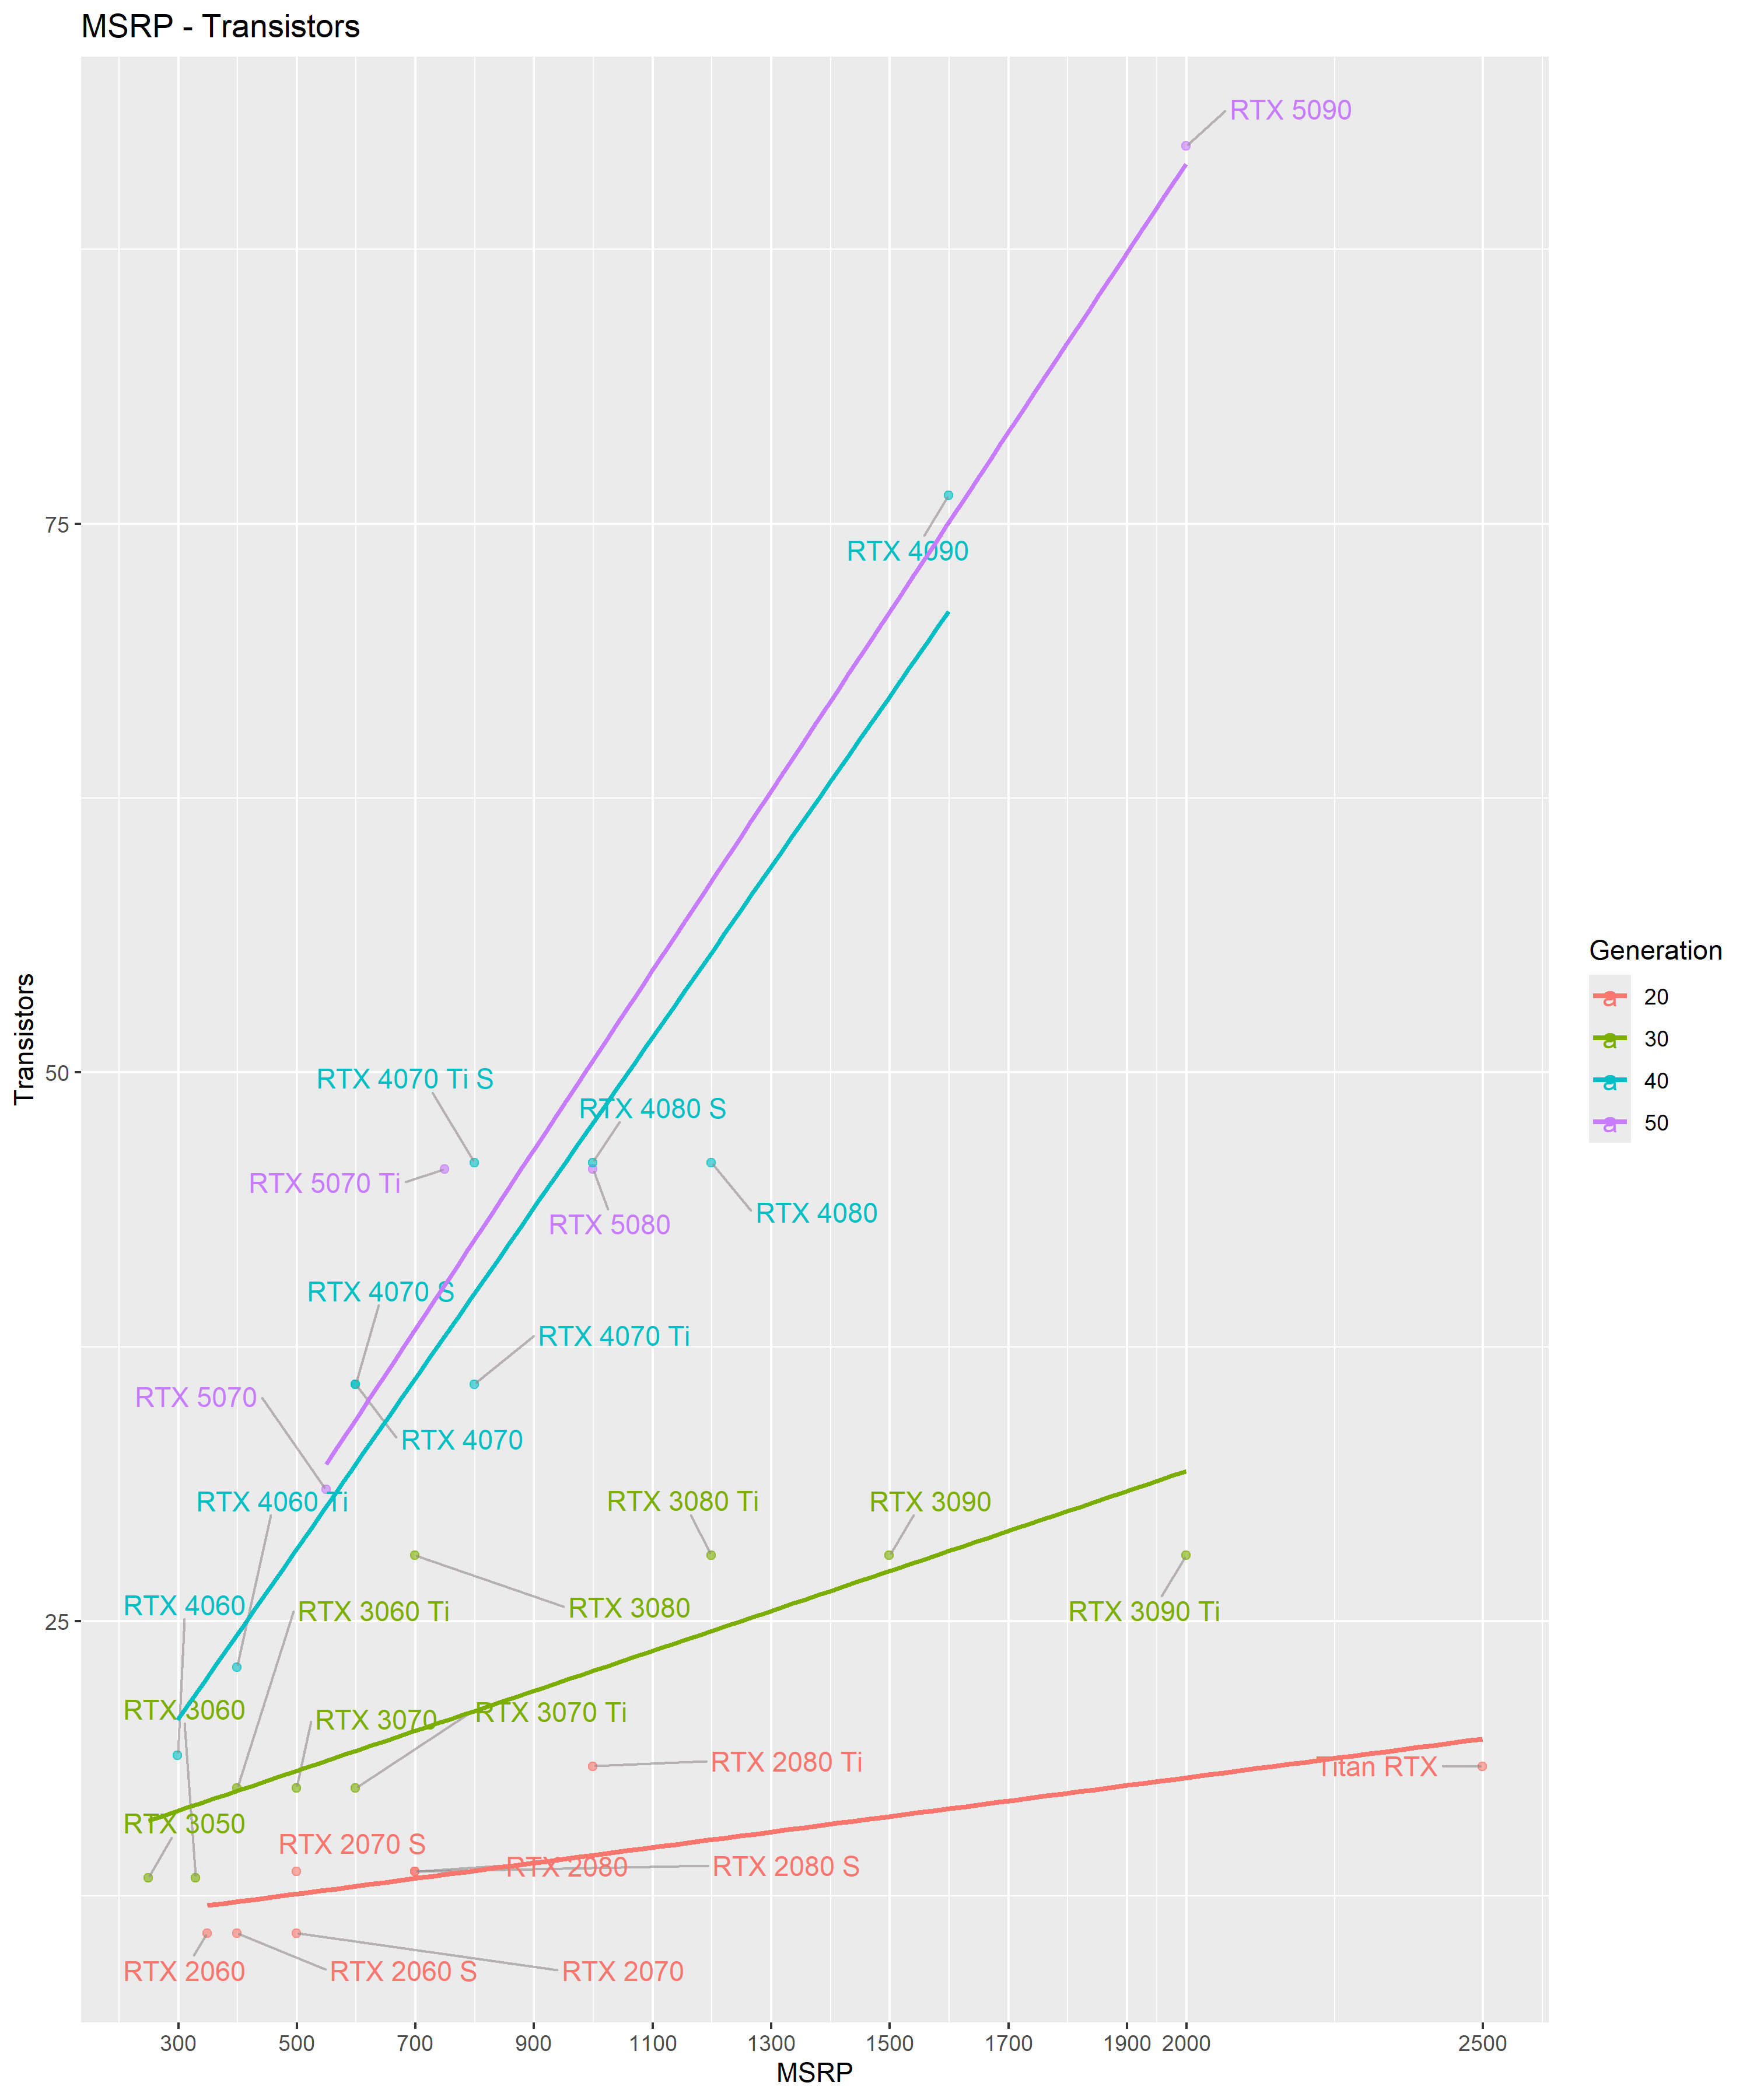 MSRP - Transistors
RTX 5090
75
RTX 4090
RTX 4070 Ti S
50
RTX 4080 S
RTX 5070 Ti
RTX 4080
RTX 5080
RTX 4070 S
RTX 4070 Ti
RTX 5070
RTX 4070
RTX 4060 Ti
RTX 3080 Ti
RTX 3090
RTX 4060
RTX 3060 Ti
RTX 3080
RTX 3090 Ti
25
RTX 3060
RTX 3070
RTX 3070 Ti
RTX 2080 Ti
Titan RTX
RTX 3050
RTX 2070 S
RTX 2080
RTX 2080 S
RTX 2060
RTX 2060 S
RTX 2070
300 500 700 900 1100 1300 1500 1700 1900 2000 2500
MSRP
Transistors
Generation
a 20
a 30
a 40
a 50